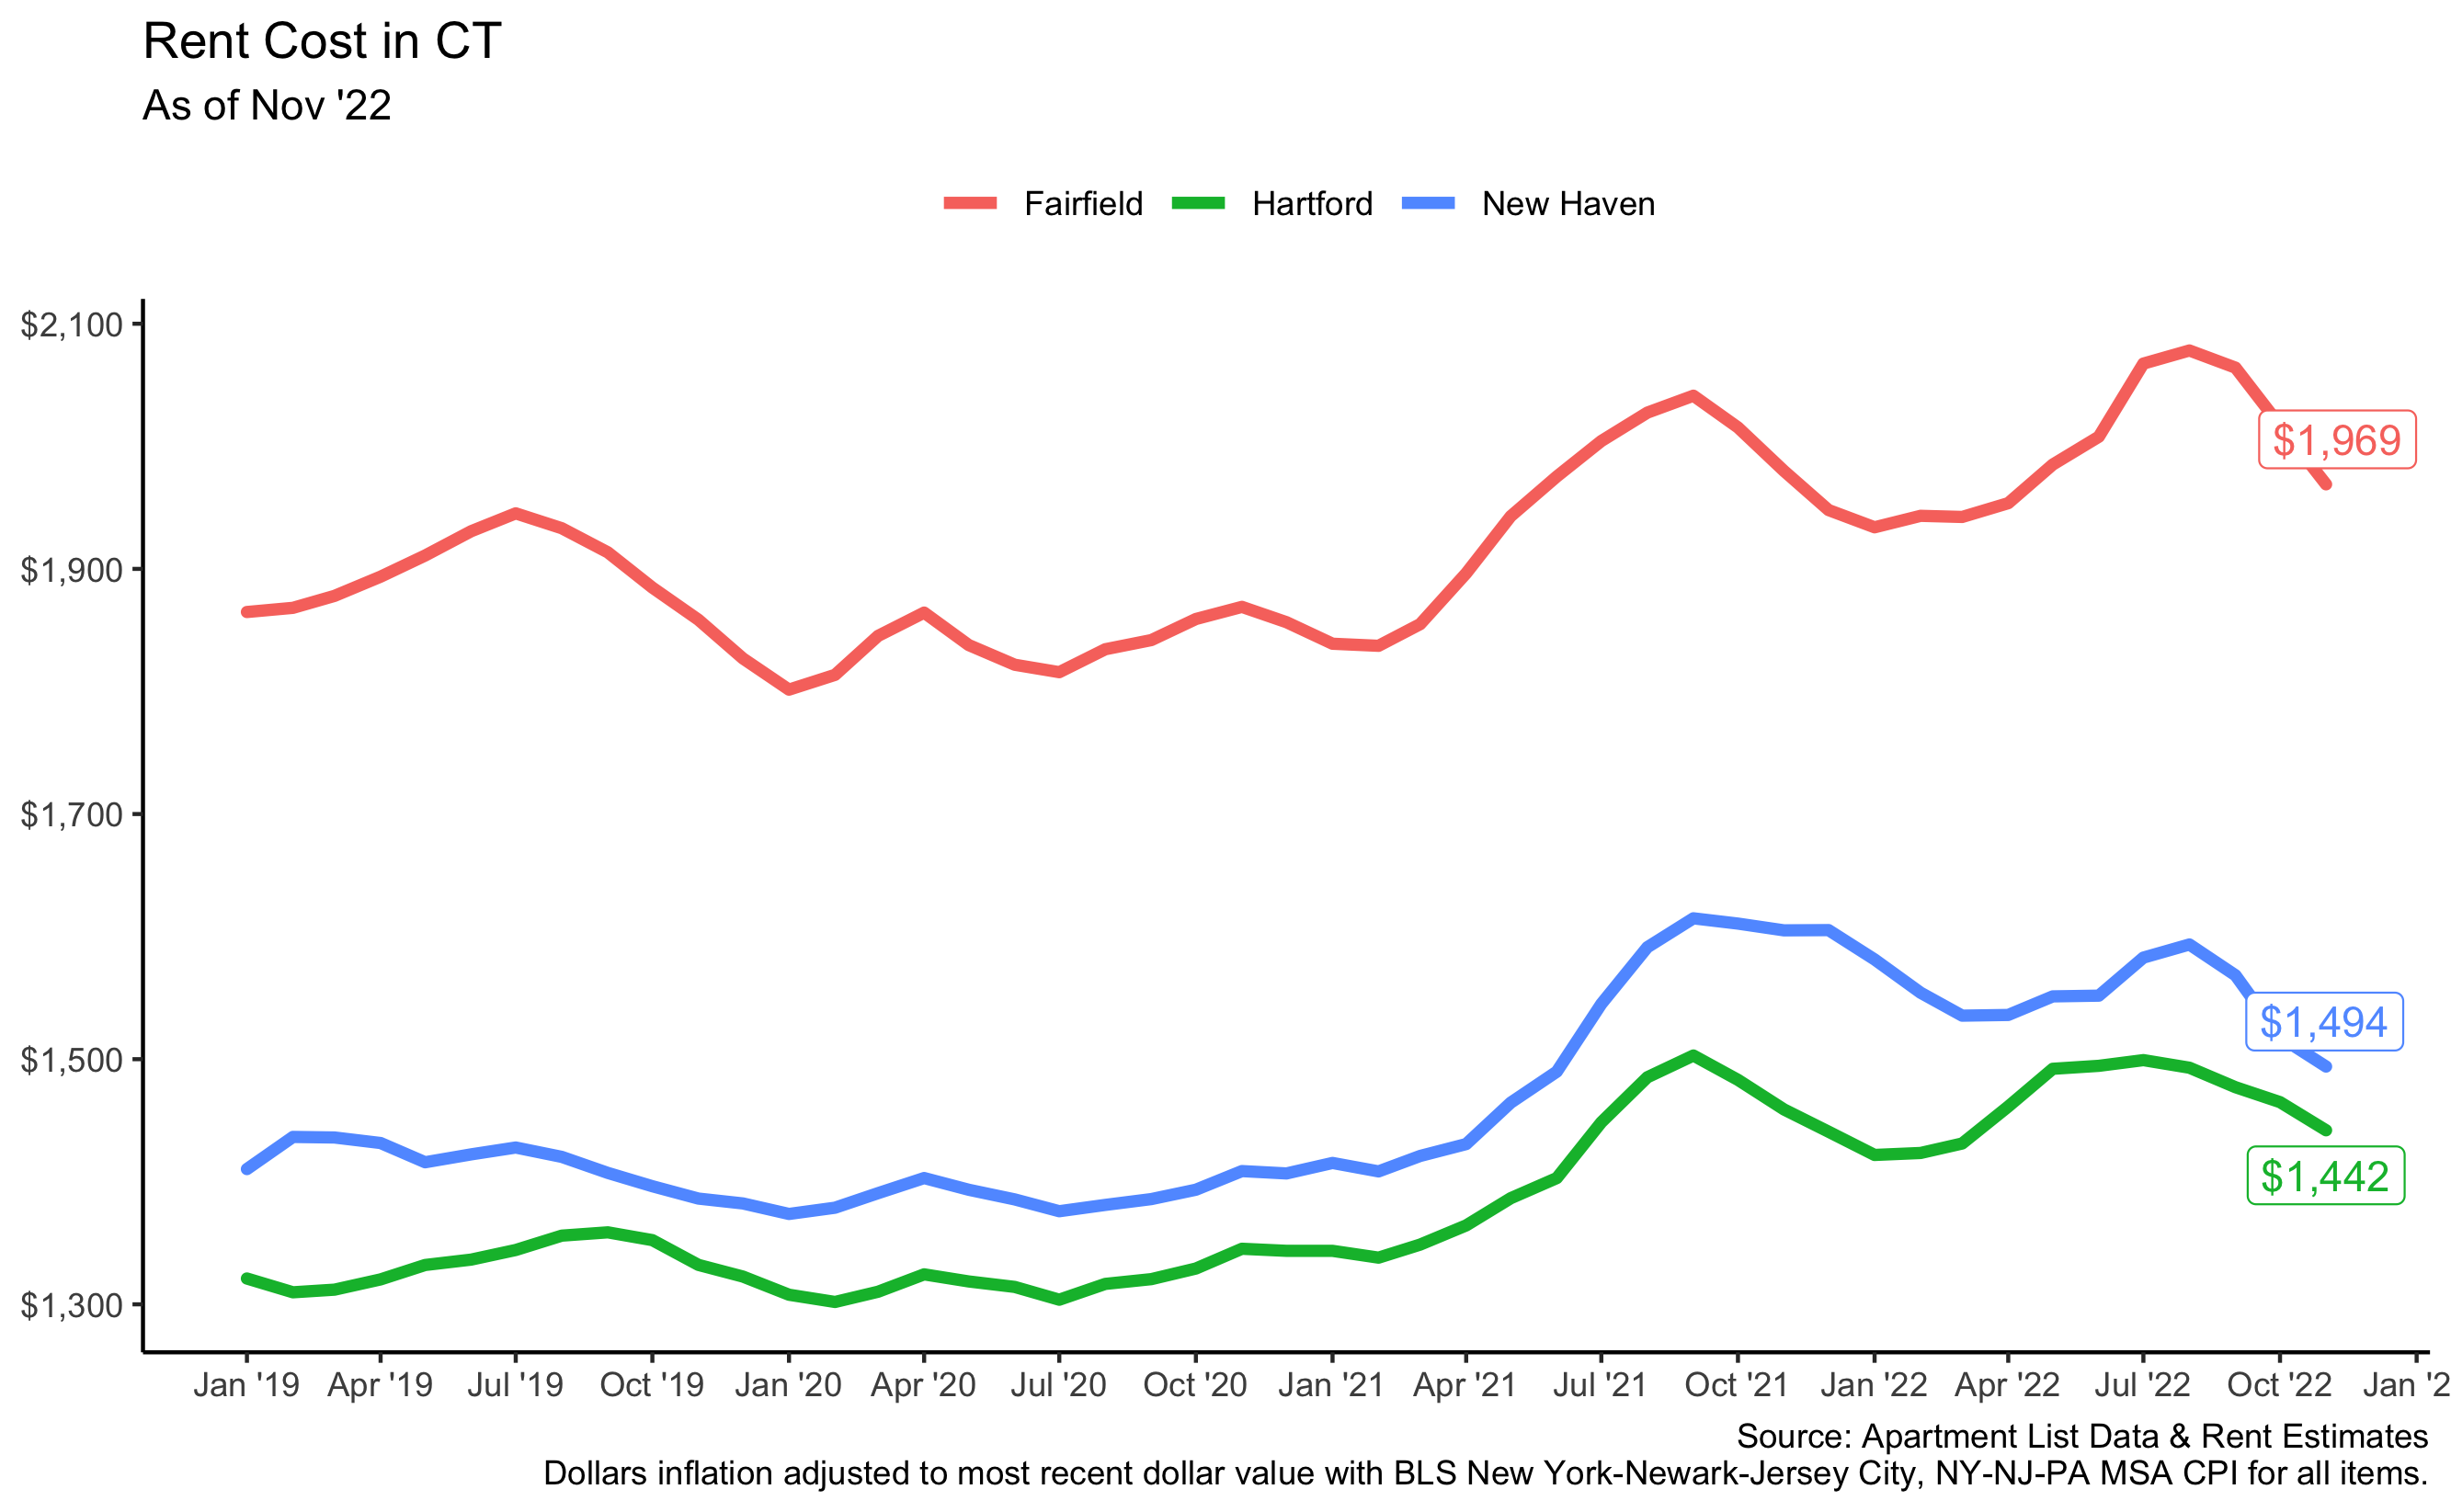 Rent Cost in CT
As of Nov '22
Fairfield Hartford New Haven
$2,100
$1,969
$1,900
$1,700
$1,494
$1,500
$1,442
$1,300
Jan '19 Apr '19 Jul '19 Oct '19 Jan '20 Apr '20 Jul '20 Oct '20 Jan '21 Apr '21 Jul '21 Oct '21 Jan '22 Apr '22 Jul '22 Oct '22 Jan '2
Source: Apartment List Data & Rent Estimates
Dollars inflation adjusted to most recent dollar value with BLS New York-Newark-Jersey City, NY-NJ-PA MSA CPI for all items.